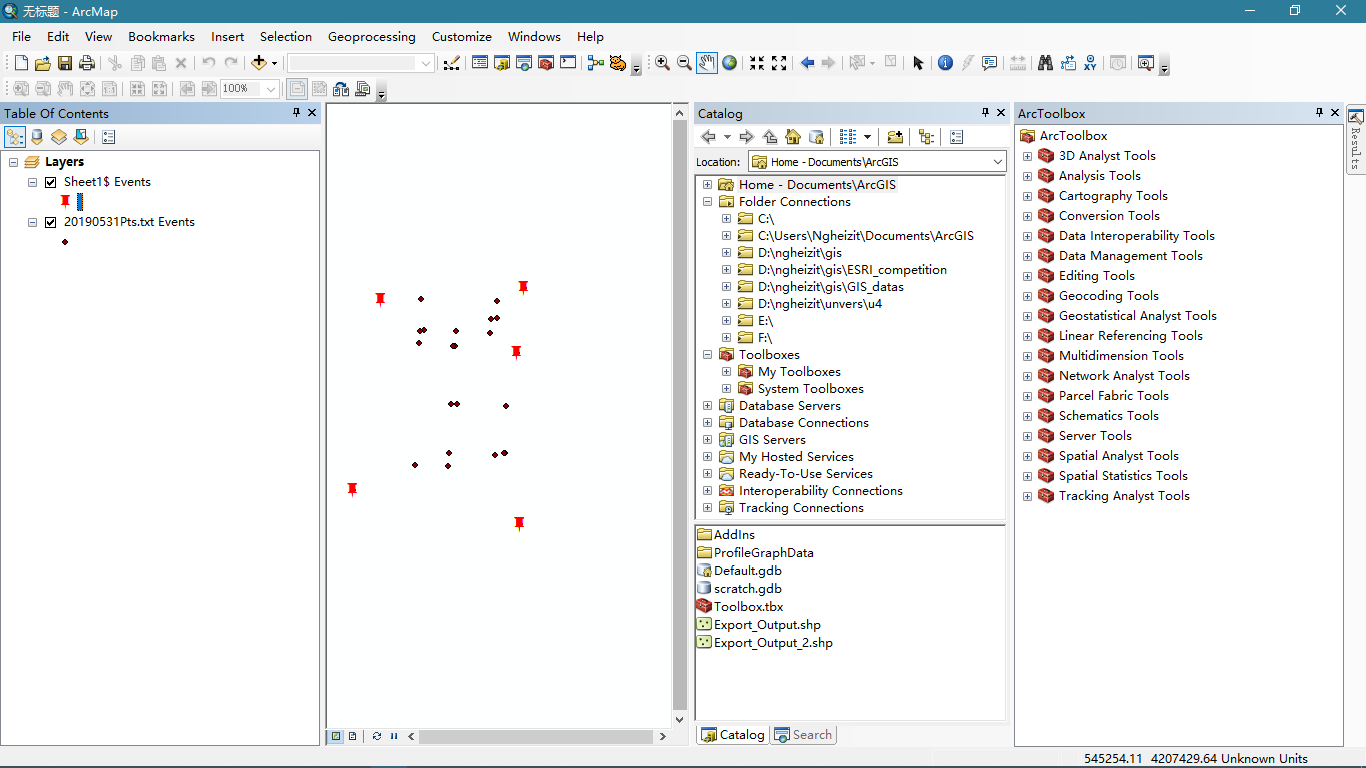 无标题 - ArcMap
File Edit View Bookmarks Insert Selection Geoprocessing Customize Windows Help
100%
Table Of Contents
Layers
Sheet1$ Events
20190531Pts.txt Events
Catalog
Location: Home - Documents\ArcGIS
Home - Documents\ArcGIS
Folder Connections
C:\
C:\Users\Ngheizit\Documents\ArcGIS
D:\ngheizit\gis
D:\ngheizit\gis\ESRI_competition
D:\ngheizit\gis\GIS_datas
D:\ngheizit\unvers\u4
E:\
F:\
Toolboxes
My Toolboxes
System Toolboxes
Database Servers
Database Connections
GIS Servers
My Hosted Services
Ready-To-Use Services
Interoperability Connections
Tracking Connections
AddIns
ProfileGraphData
Default.gdb
scratch.gdb
Toolbox.tbx
Export_Output.shp
Export_Output_2.shp
Catalog Search
ArcToolbox
ArcToolbox
3D Analyst Tools
Analysis Tools
Cartography Tools
Conversion Tools
Data Interoperability Tools
Data Management Tools
Editing Tools
Geocoding Tools
Geostatistical Analyst Tools
Linear Referencing Tools
Multidimension Tools
Network Analyst Tools
Parcel Fabric Tools
Schematics Tools
Server Tools
Spatial Analyst Tools
Spatial Statistics Tools
Tracking Analyst Tools
Results
545254.11 4207429.64 Unknown Units